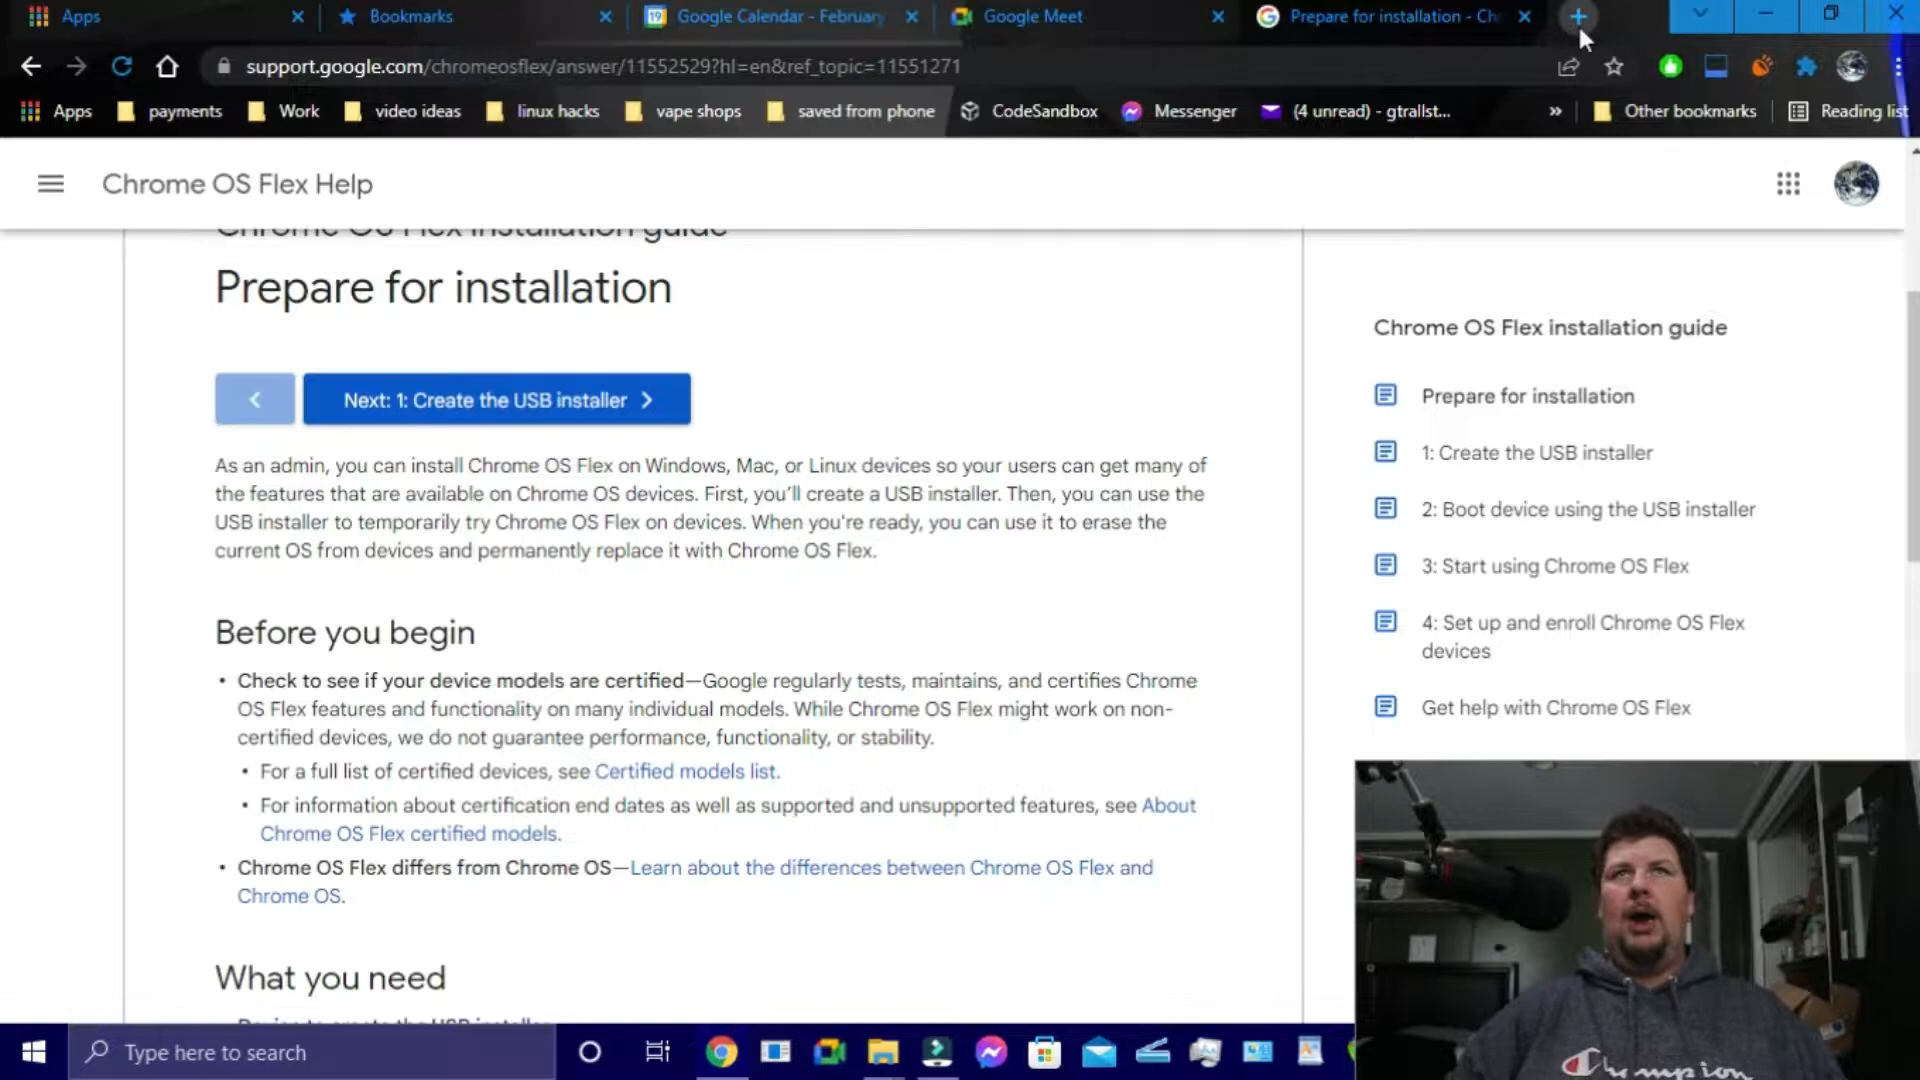 Apps
Bookmarks
Google Calendar - February
Google Meet
Prepare for installation - Ch
support.google.com/chromeosflex/answer/11552529?hl=en&ref_topic=11551271
Apps
payments
Work
video ideas
linux hacks
vape shops
saved from phone
CodeSandbox
Messenger
(4 unread) - gtrallst...
»
Other bookmarks
Reading list
Chrome OS Flex Help
Chrome OS Flex installation guide
Prepare for installation
Next: 1: Create the USB installer
As an admin, you can install Chrome OS Flex on Windows, Mac, or Linux devices so your users can get many of
the features that are available on Chrome OS devices. First, you'll create a USB installer. Then, you can use the
USB installer to temporarily try Chrome OS Flex on devices. When you're ready, you can use it to erase the
current OS from devices and permanently replace it with Chrome OS Flex.
Before you begin
• Check to see if your device models are certified—Google regularly tests, maintains, and certifies Chrome
OS Flex features and functionality on many individual models. While Chrome OS Flex might work on non-
certified devices, we do not guarantee performance, functionality, or stability.
• For a full list of certified devices, see Certified models list.
• For information about certification end dates as well as supported and unsupported features, see About
Chrome OS Flex certified models.
• Chrome OS Flex differs from Chrome OS—Learn about the differences between Chrome OS Flex and
Chrome OS.
What you need
Device to create the USB installer
Chrome OS Flex installation guide
Prepare for installation
1: Create the USB installer
2: Boot device using the USB installer
3: Start using Chrome OS Flex
4: Set up and enroll Chrome OS Flex
devices
Get help with Chrome OS Flex
Champion
Type here to search